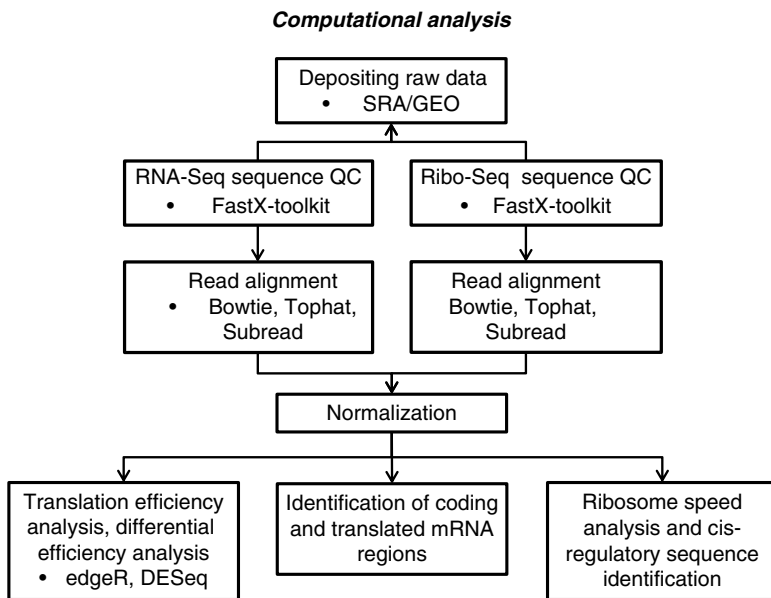 Computational analysis
Depositing raw data
• SRA/GEO
RNA-Seq sequence QC
• FastX-toolkit
Ribo-Seq sequence QC
• FastX-toolkit
Read alignment
• Bowtie, Tophat,
Subread
Read alignment
Bowtie, Tophat,
Subread
Normalization
Translation efficiency
analysis, differential
efficiency analysis
• edgeR, DESeq
Identification of coding
and translated mRNA
regions
Ribosome speed
analysis and cis-
regulatory sequence
identification